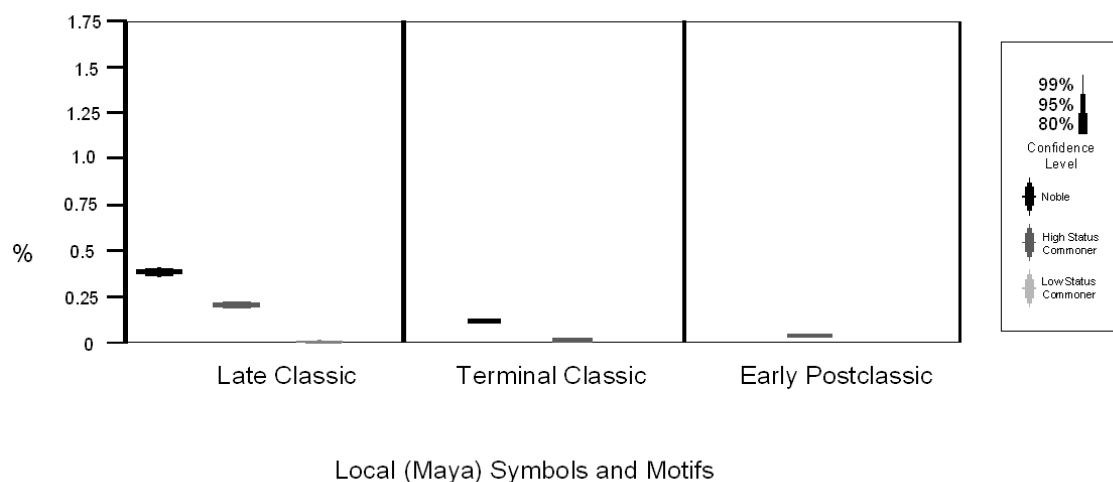 1.75
1.5
1.25
1.0
0.75
0.5
0.25
0
%
Late Classic
Terminal Classic
Early Postclassic
Local (Maya) Symbols and Motifs
99%
95%
80%
Confidence
Level
Noble
High Status
Commoner
Low Status
Commoner